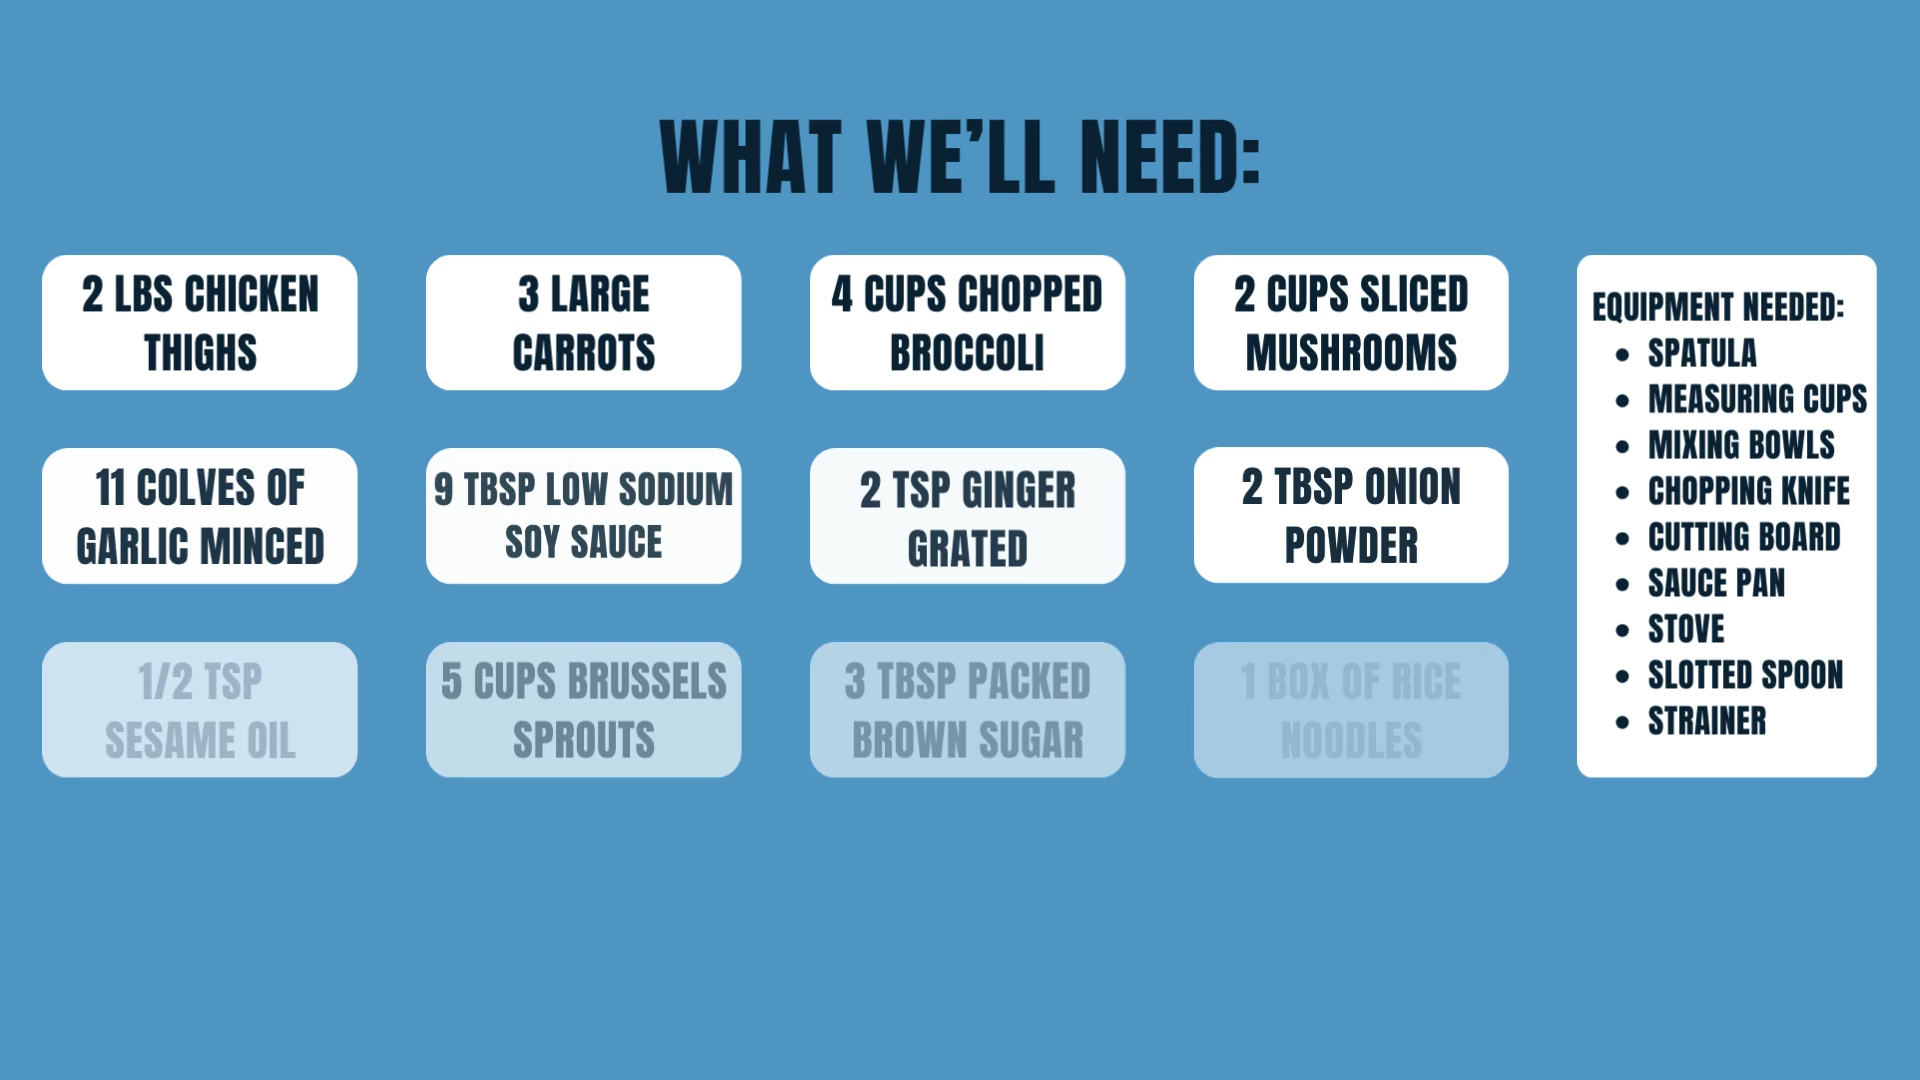 WHAT WE’LL NEED:
2 LBS CHICKEN
THIGHS
3 LARGE
CARROTS
4 CUPS CHOPPED
BROCCOLI
2 CUPS SLICED
MUSHROOMS
11 COLVES OF
GARLIC MINCED
9 TBSP LOW SODIUM
SOY SAUCE
2 TSP GINGER
GRATED
2 TBSP ONION
POWDER
1/2 TSP
SESAME OIL
5 CUPS BRUSSELS
SPROUTS
3 TBSP PACKED
BROWN SUGAR
1 BOX OF RICE
NOODLES
EQUIPMENT NEEDED:
• SPATULA
• MEASURING CUPS
• MIXING BOWLS
• CHOPPING KNIFE
• CUTTING BOARD
• SAUCE PAN
• STOVE
• SLOTTED SPOON
• STRAINER